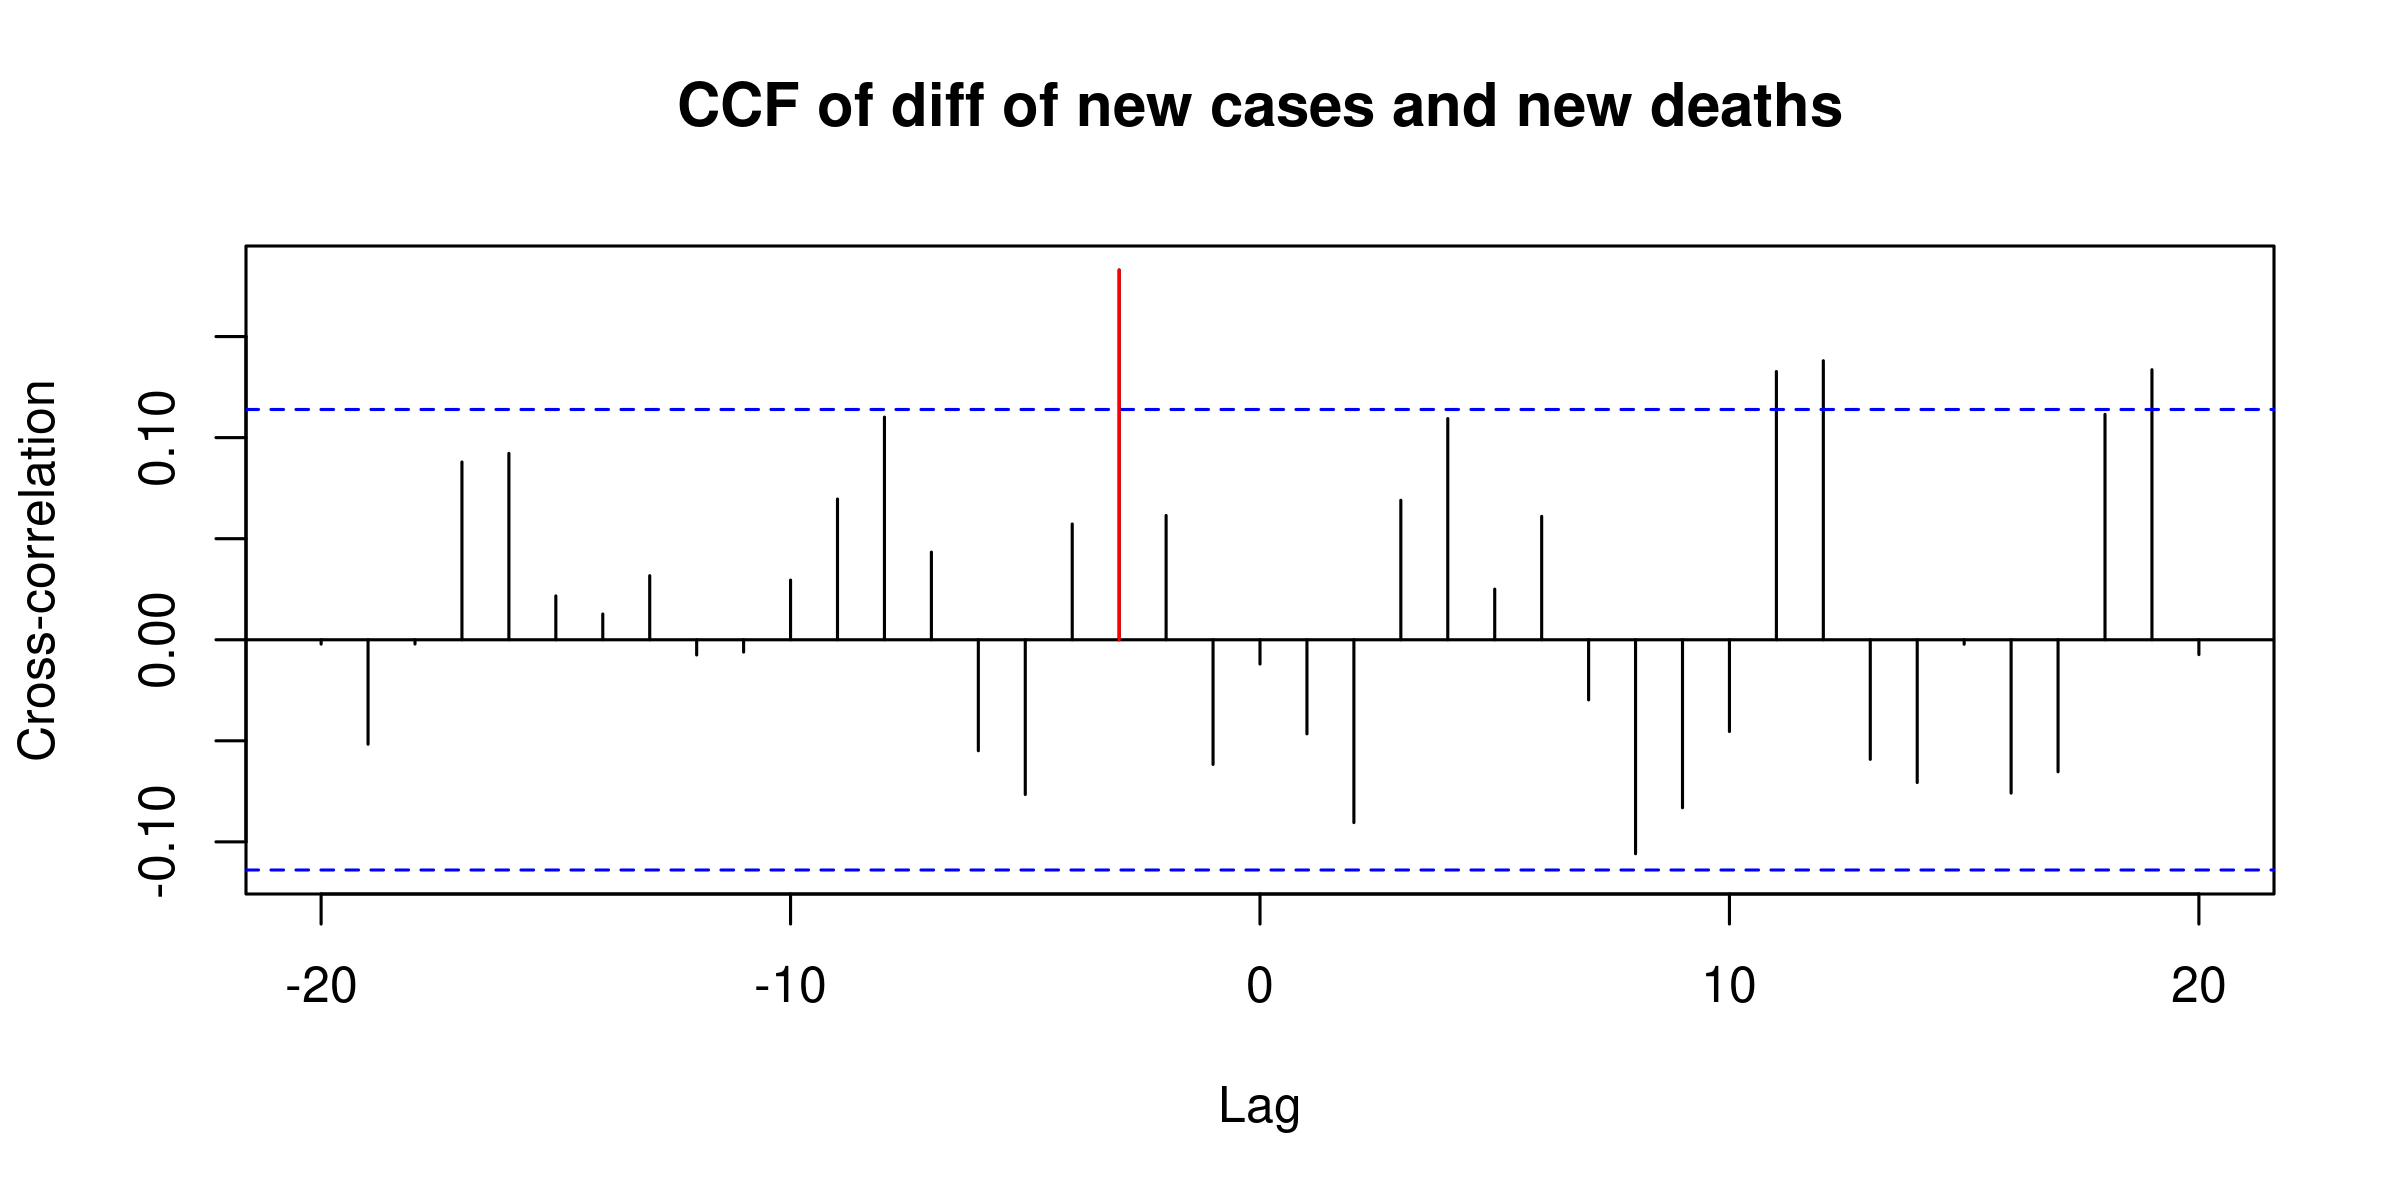 CCF of diff of new cases and new deaths
Cross-correlation
0.10
0.00
-0.10
-20 -10 0 10 20
Lag